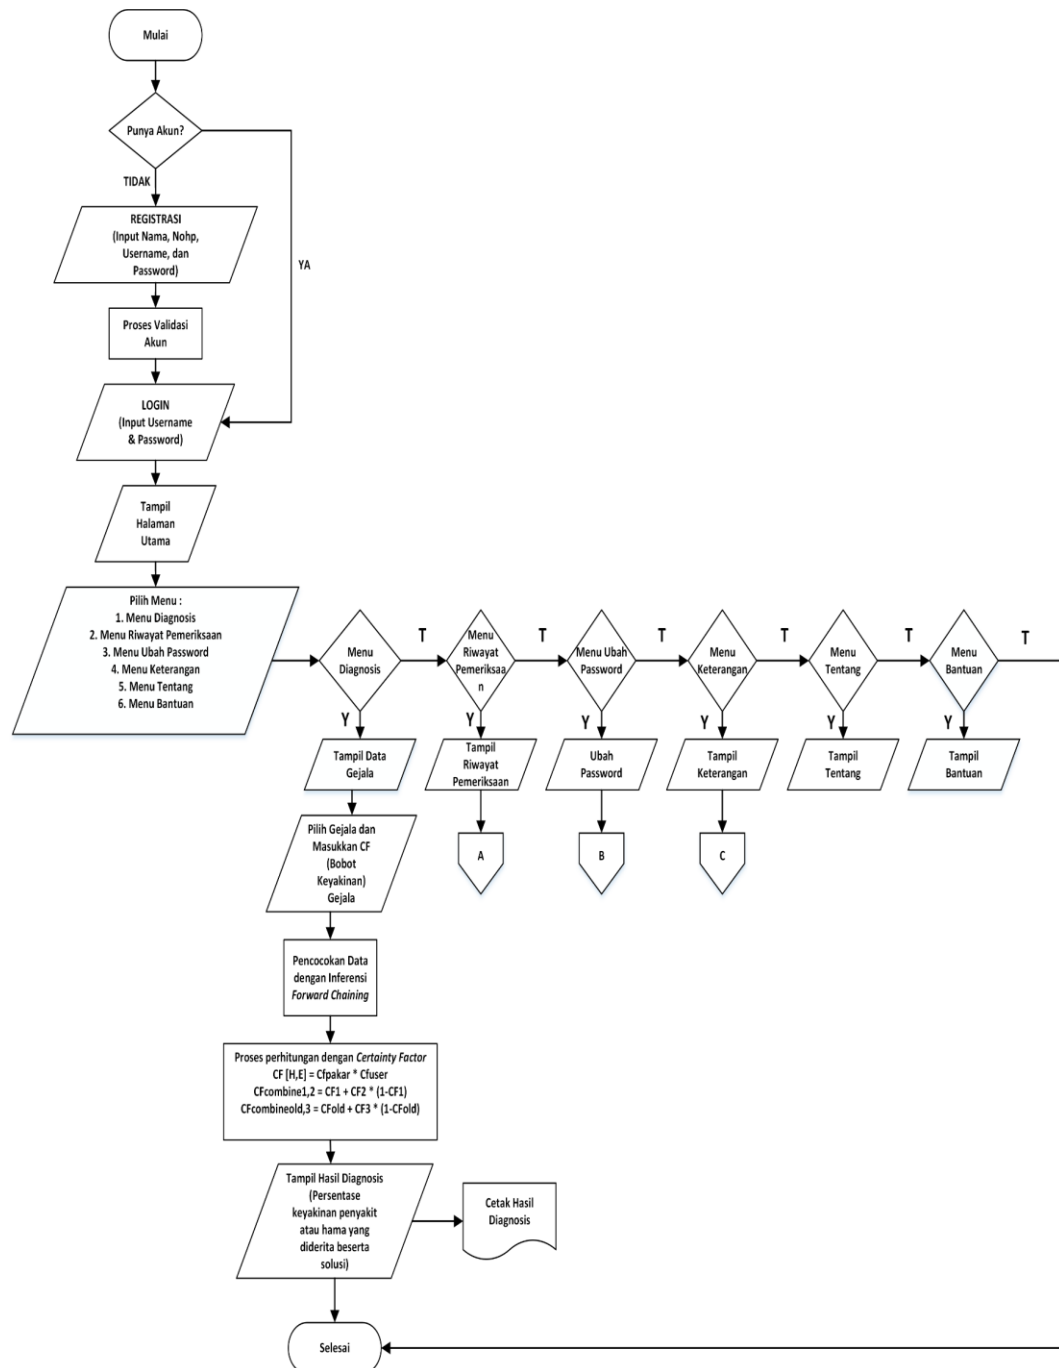 Mulai
Punya Akun?
TIDAK
YA
REGISTRASI
(Input Nama, Nohp,
Username, dan
Password)
Proses Validasi
Akun
LOGIN
(Input Username
& Password)
Tampil
Halaman
Utama
Pilih Menu :
1. Menu Diagnosis
2. Menu Riwayat Pemeriksaan
3. Menu Ubah Password
4. Menu Keterangan
5. Menu Tentang
6. Menu Bantuan
Menu
Diagnosis
T
Menu
Riwayat
Pemeriksaa
n
T
Menu Ubah
Password
T
Menu
Keterangan
T
Menu
Tentang
T
Menu
Bantuan
T
Y
Y
Y
Y
Y
Y
Tampil Data
Gejala
Tampil
Riwayat
Pemeriksaan
Ubah
Password
Tampil
Keterangan
Tampil
Tentang
Tampil
Bantuan
A
B
C
Pilih Gejala dan
Masukkan CF
(Bobot
Keyakinan)
Gejala
Pencocokan Data
dengan Inferensi
Forward Chaining
Proses perhitungan dengan Certainty Factor
CF [H,E] = Cfpakar * Cfuser
CFcombine1,2 = CF1 + CF2 * (1-CF1)
CFcombineold,3 = CFold + CF3 * (1-CFold)
Tampil Hasil Diagnosis
(Persentase
keyakinan penyakit
atau hama yang
diderita beserta
solusi)
Cetak Hasil
Diagnosis
Selesai